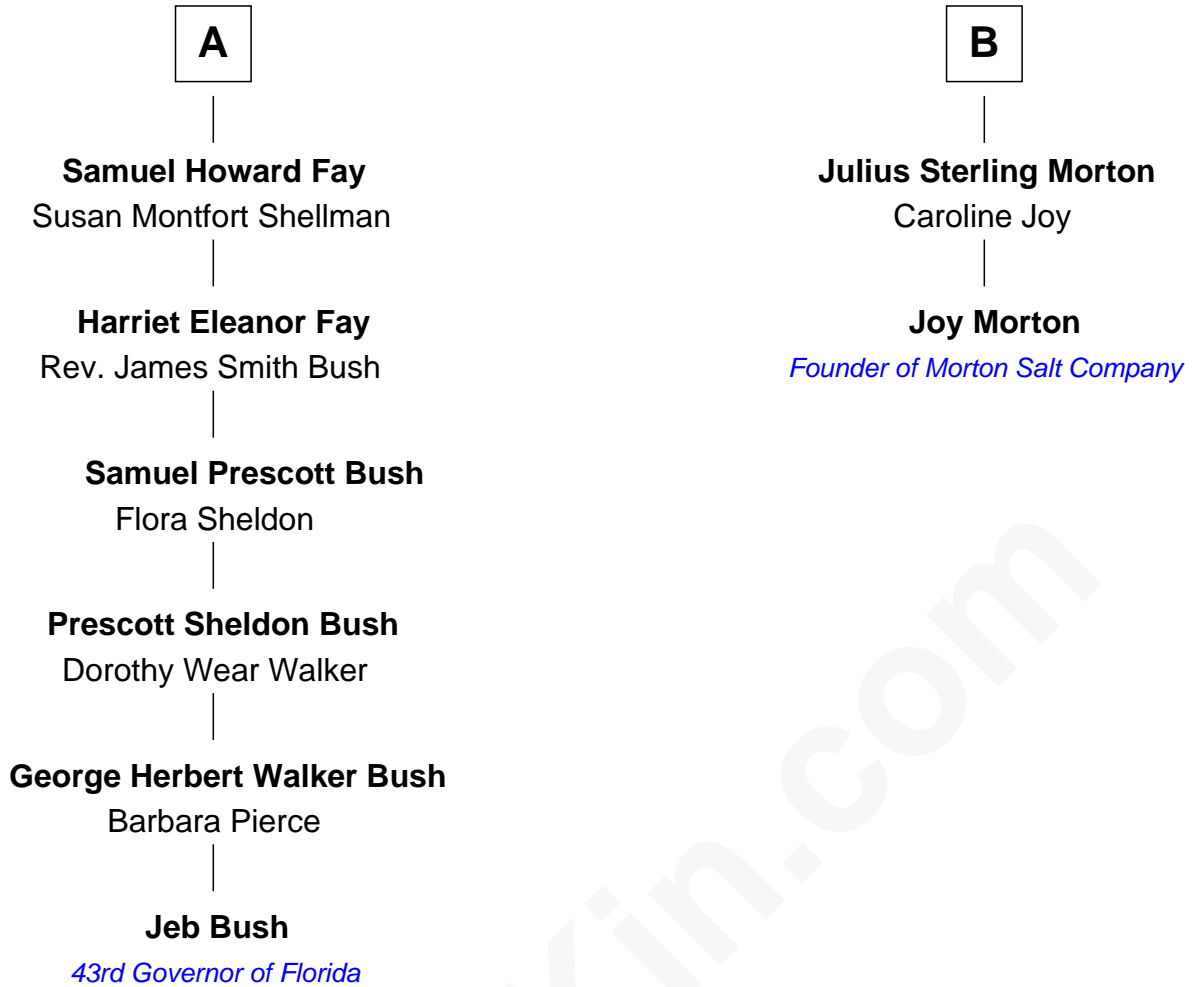 A
Samuel Howard Fay
Susan Montfort Shellman
Harriet Eleanor Fay
Rev. James Smith Bush
Samuel Prescott Bush
Flora Sheldon
Prescott Sheldon Bush
Dorothy Wear Walker
George Herbert Walker Bush
Barbara Pierce
Jeb Bush
43rd Governor of Florida
B
Julius Sterling Morton
Caroline Joy
Joy Morton
Founder of Morton Salt Company